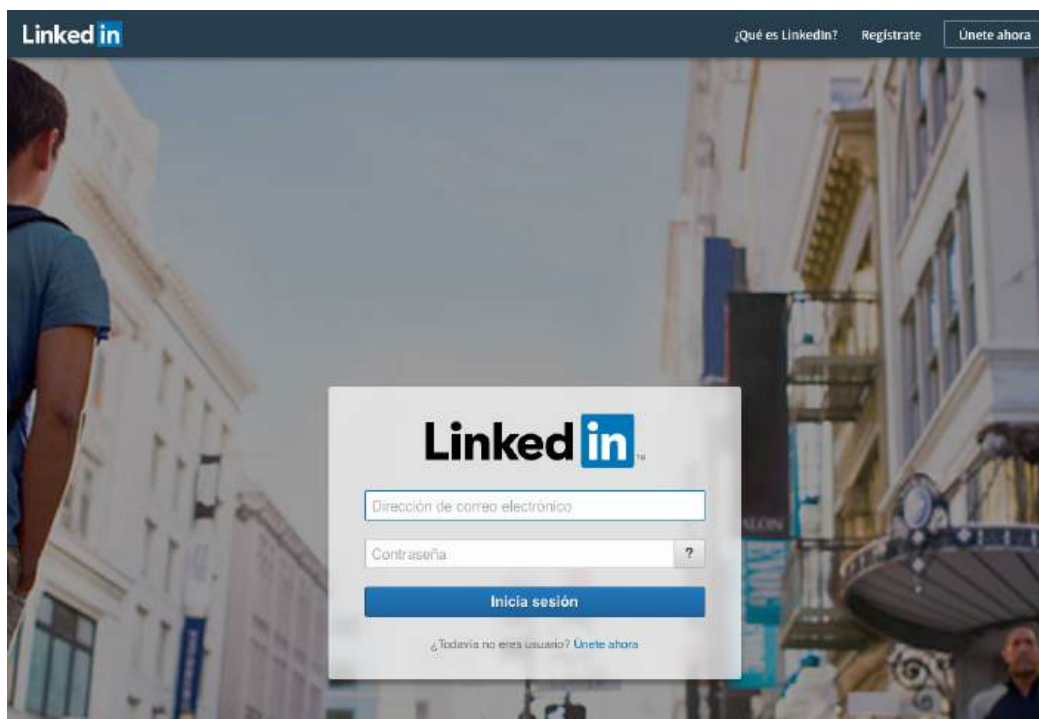 Linked in
¿Qué es LinkedIn?
Regístrate
Únete ahora
Linked in TM
Dirección de correo electrónico
Contraseña
?
Inicia sesión
¿Todavía no eres usuario? Únete ahora